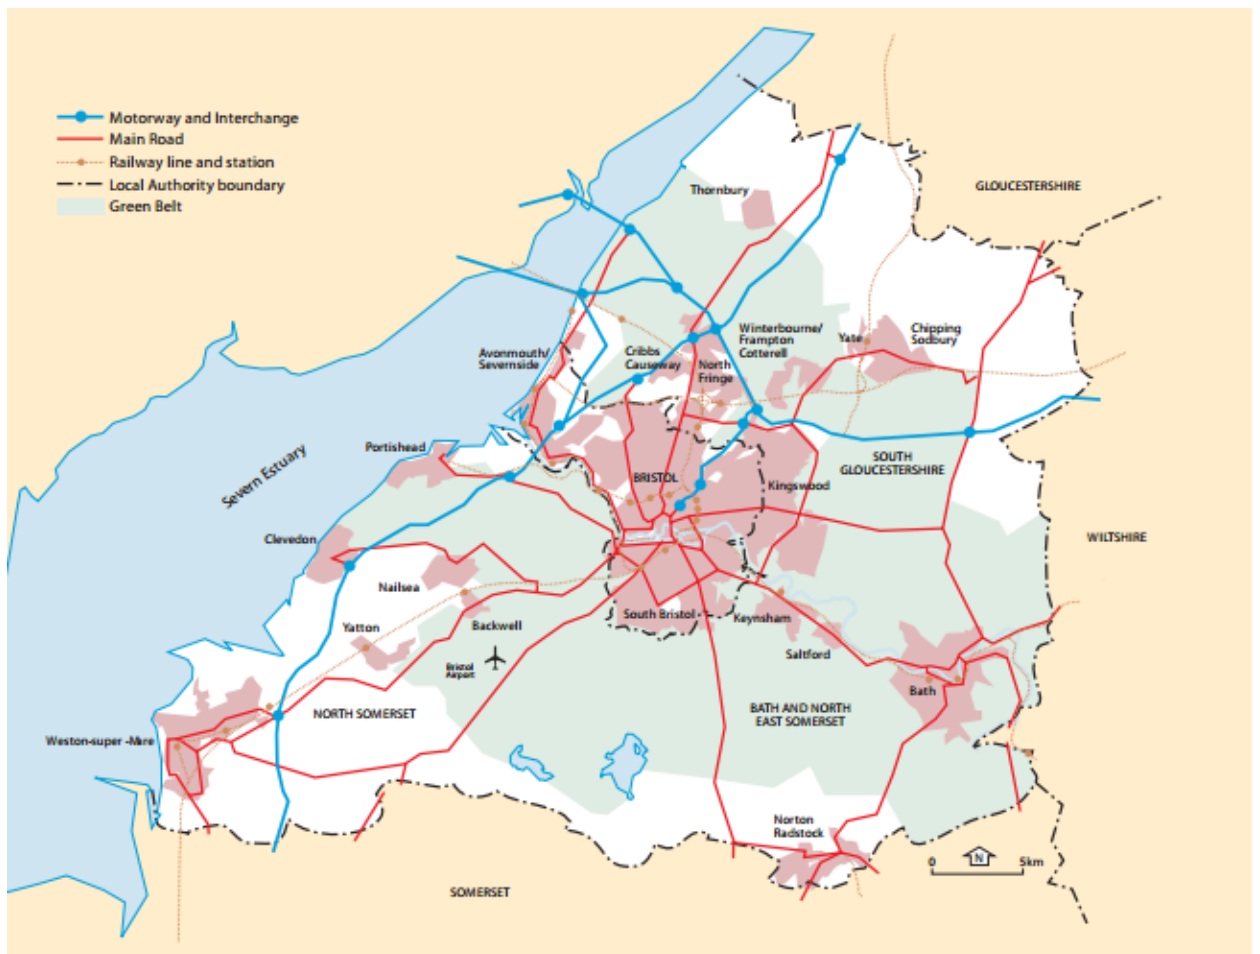 Motorway and Interchange
Main Road
Railway line and station
Local Authority boundary
Green Belt
Thornbury
GLOUCESTERSHIRE
Avonmouth/
Severnside
Cribbs
Causeway
North
Fringe
Winterbourne/
Frampton
Cotterell
Yate
Chipping
Sodbury
Portishead
Severn Estuary
BRISTOL
Kingswood
SOUTH
GLOUCESTERSHIRE
Clevedon
WILTSHIRE
Nailsea
Yatton
Backwell
South Bristol
Keynsham
Saltford
Bristol
Airport
Bath
NORTH SOMERSET
BATH AND NORTH
EAST SOMERSET
Weston-super -Mare
Norton
Radstock
0 N 5km
SOMERSET